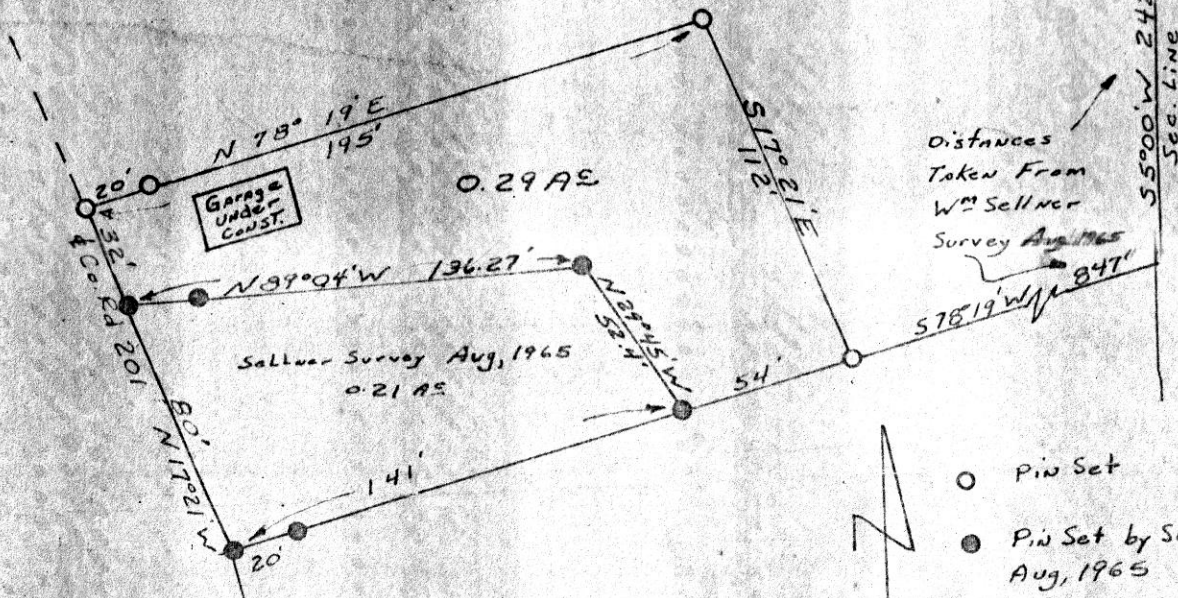 N 78° 19' E
195'
20'
Garage
Under
Const.
0.29 Ac
S 17° 21' E
112'
Distances
Taken From
Wm Sellner
Survey Aug 1965
S 5°00' W 242
Sec. Line
32'
Co. Rd 201
N 89°04' W 136.27'
N 29°45' W
52.4'
S 78°19' W
847'
Sellner Survey Aug, 1965
0.21 Ac
54'
80'
N 17°21' W
141'
20'
N
Pin Set
Pin Set by
Aug, 1965